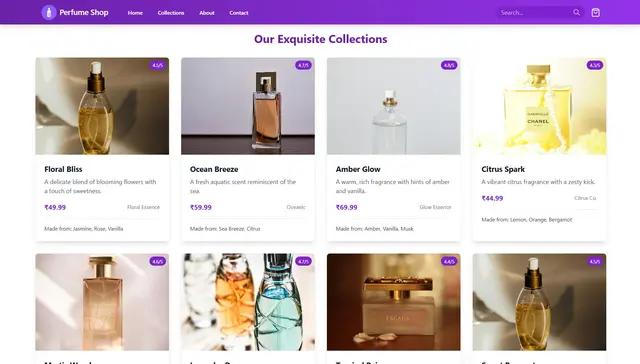 Perfume Shop
Home
Collections
About
Contact
Search...
Our Exquisite Collections
4.5/5
4.7/5
4.8/5
4.3/5
GABRIELLE
CHANEL
Floral Bliss
A delicate blend of blooming flowers with
a touch of sweetness.
₹49.99
Floral Essence
Made from: Jasmine, Rose, Vanilla
Ocean Breeze
A fresh aquatic scent reminiscent of the
sea.
₹59.99
Oceanic
Made from: Sea Breeze, Citrus
Amber Glow
A warm, rich fragrance with hints of amber
and vanilla.
₹69.99
Glow Essence
Made from: Amber, Vanilla, Musk
Citrus Spark
A vibrant citrus fragrance with a zesty kick.
₹44.99
Citrus Co.
Made from: Lemon, Orange, Bergamot
4.6/5
4.7/5
4.4/5
4.5/5
ESCADA